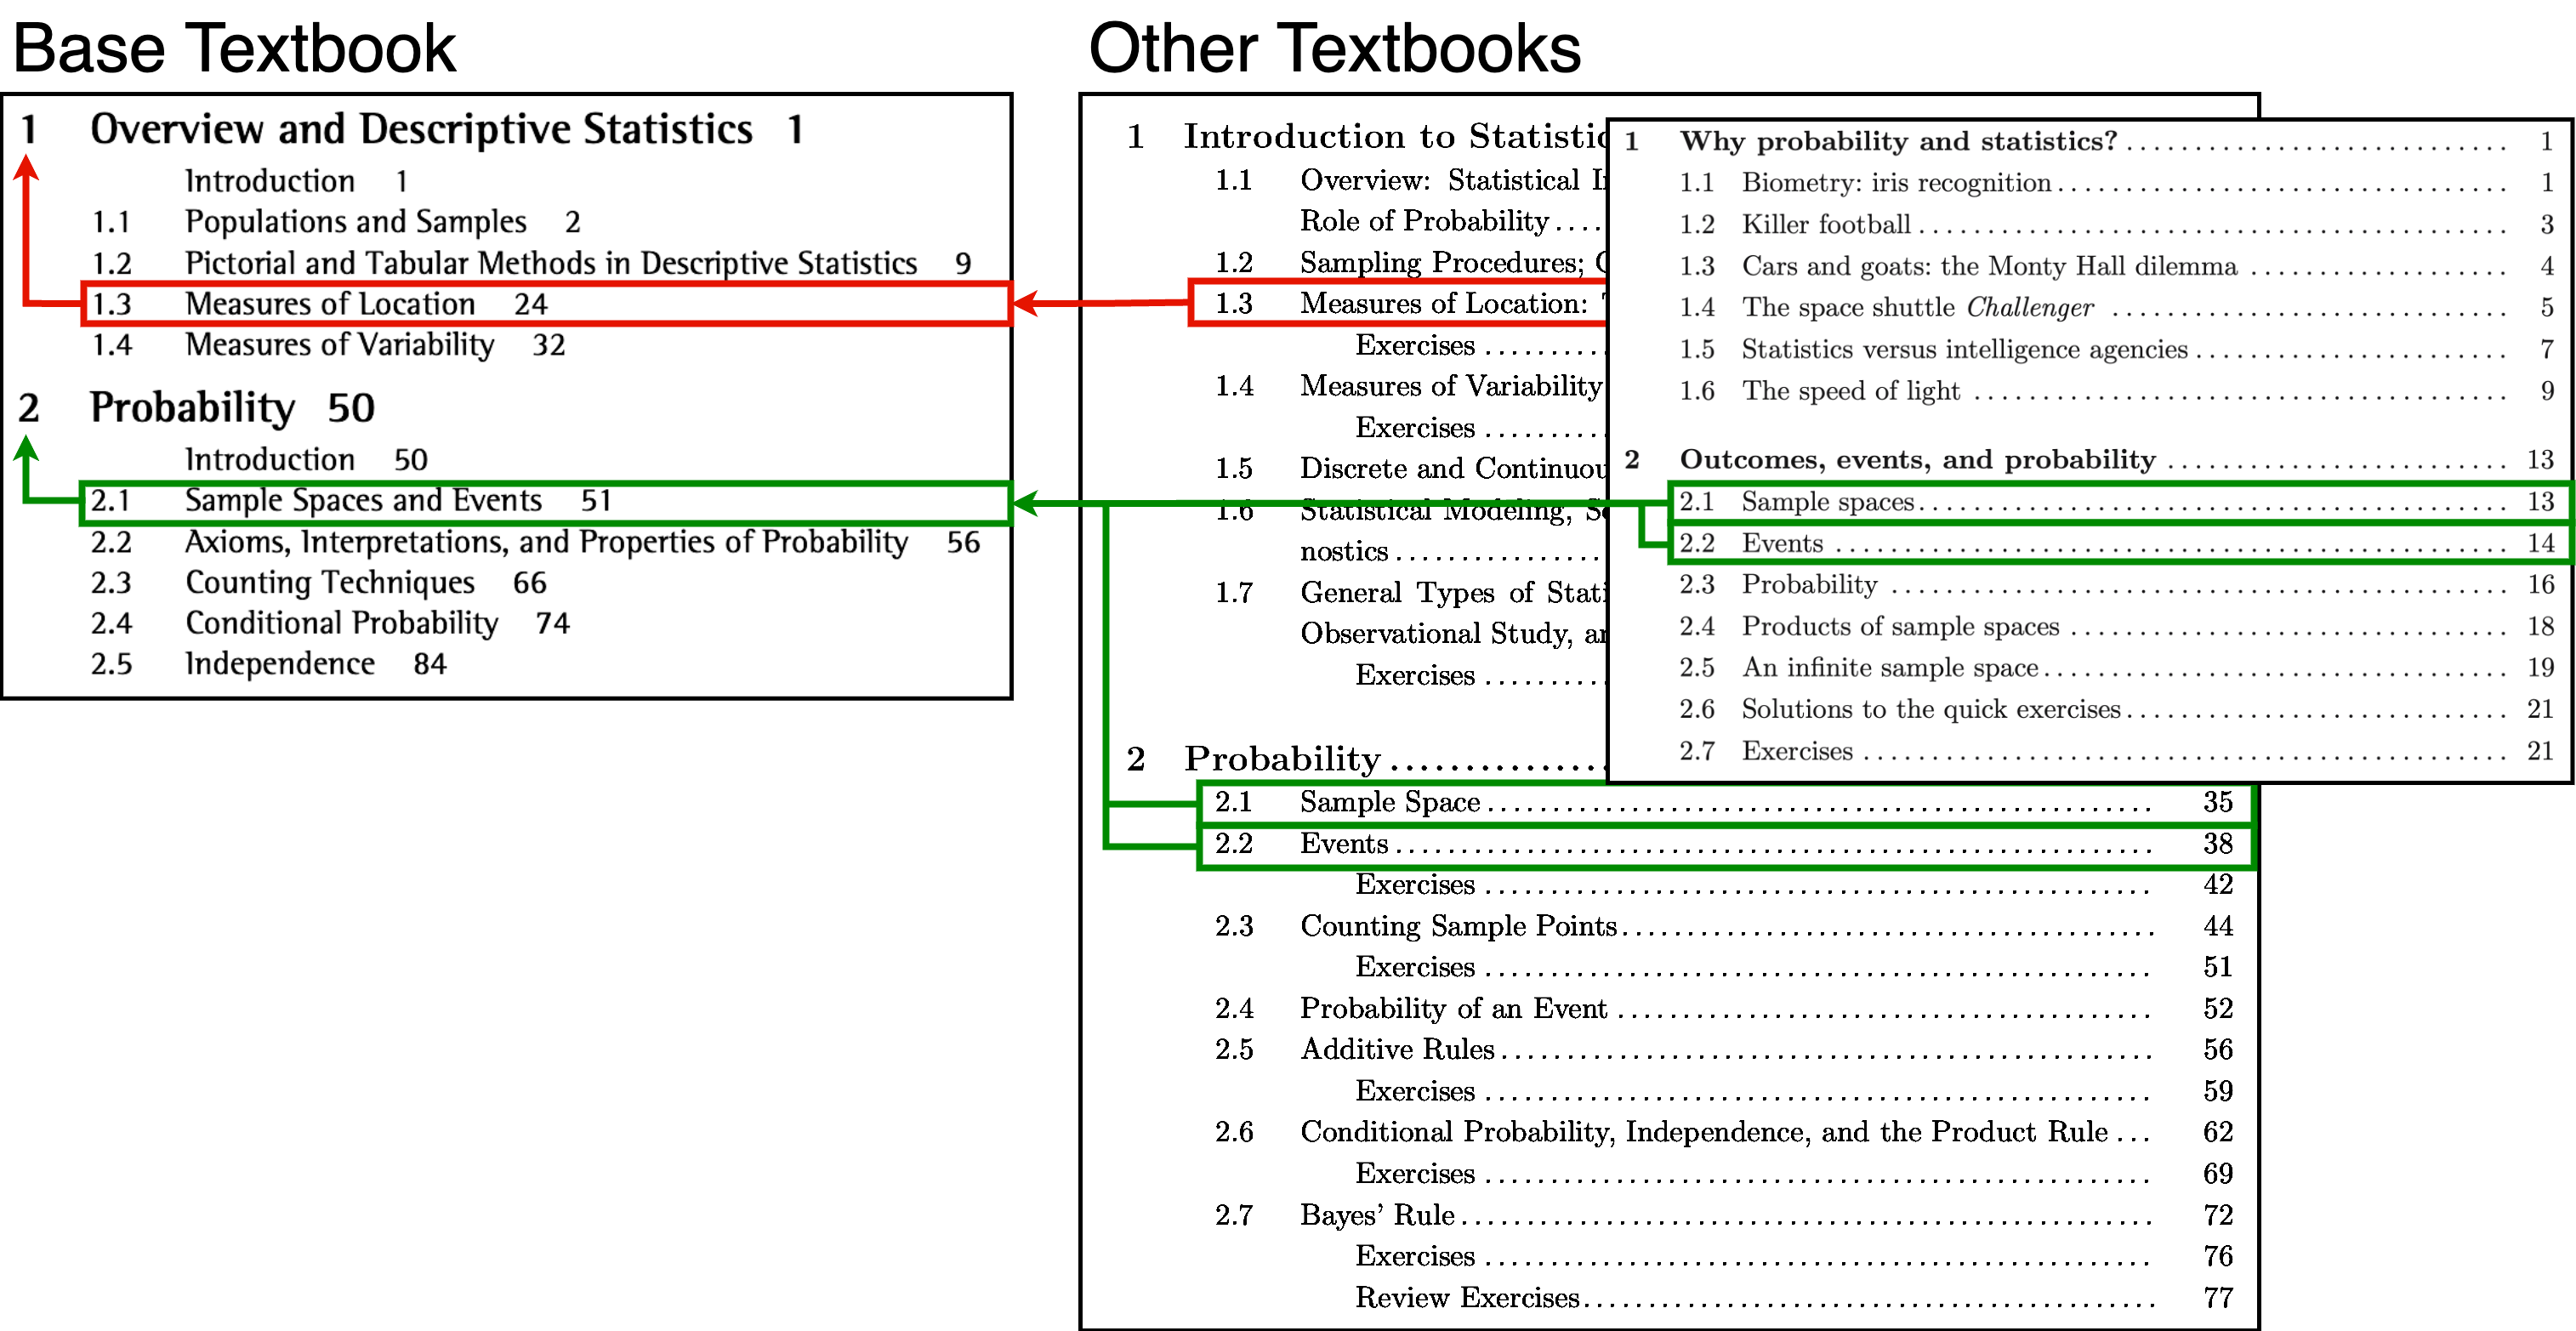 Base Textbook
1 Overview and Descriptive Statistics 1
Introduction 1
1.1 Populations and Samples 2
1.2 Pictorial and Tabular Methods in Descriptive Statistics 9
1.3 Measures of Location 24
1.4 Measures of Variability 32
2 Probability 50
Introduction 50
2.1 Sample Spaces and Events 51
2.2 Axioms, Interpretations, and Properties of Probability 56
2.3 Counting Techniques 66
2.4 Conditional Probability 74
2.5 Independence 84
Other Textbooks
1 Introduction to Statistic
1.1 Overview: Statistical
Role of Probability ....
1.2 Sampling Procedures;
1.3 Measures of Location:
Exercises ..........
1.4 Measures of Variability
Exercises ..........
1.5 Discrete and Continuou
1.6 Statistical Modeling,
nostics ................
1.7 General Types of Stati
Observational Study,
Exercises ..........
2 Probability ...............
2.1 Sample Space ........................................ 35
2.2 Events ........................................ 38
Exercises ........................................ 42
2.3 Counting Sample Points ........................................ 44
Exercises ........................................ 51
2.4 Probability of an Event ........................................ 52
2.5 Additive Rules ........................................ 56
Exercises ........................................ 59
2.6 Conditional Probability, Independence, and the Product Rule ... 62
Exercises ........................................ 69
2.7 Bayes' Rule ........................................ 72
Exercises ........................................ 76
Review Exercises ........................................ 77
1 Why probability and statistics? ............................ 1
1.1 Biometry: iris recognition ............................ 1
1.2 Killer football ............................ 3
1.3 Cars and goats: the Monty Hall dilemma ............................ 4
1.4 The space shuttle Challenger ............................ 5
1.5 Statistics versus intelligence agencies ............................ 7
1.6 The speed of light ............................ 9
2 Outcomes, events, and probability ............................ 13
2.1 Sample spaces ............................ 13
2.2 Events ............................ 14
2.3 Probability ............................ 16
2.4 Products of sample spaces ............................ 18
2.5 An infinite sample space ............................ 19
2.6 Solutions to the quick exercises ............................ 21
2.7 Exercises ............................ 21